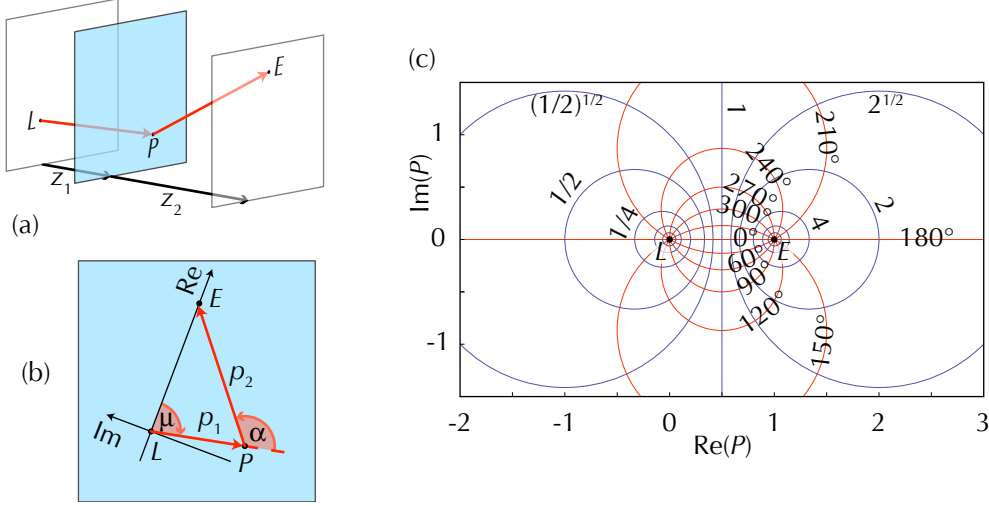 (a)
L
P
E
z1
z2
(b)
Re
E
p2
μ
p1
α
Im
L
P
(c)
(1/2)^1/2
1
2^1/2
210°
240°
270°
300°
1/2
1/4
4
2
0°
180°
L
E
60°
90°
120°
150°
1
0
-1
Im(P)
-2
-1
0
1
2
3
Re(P)